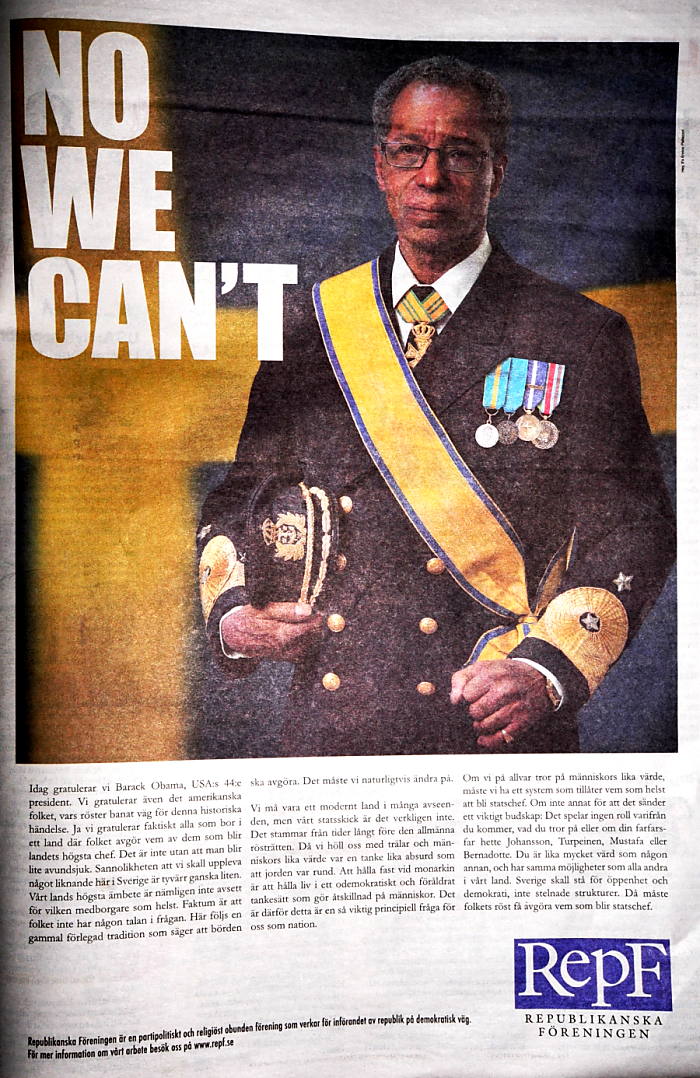 NO
WE
CAN'T
Idag gratulerar vi Barack Obama, USA:s 44:e
president. Vi gratulerar även det amerikanska
folket, vars röster banat väg för denna historiska
händelse. Ja vi gratulerar faktiskt alla som bor i
ett land där folket avgör vem av dem som blir
landets högsta chef. Det är inte utan att man blir
lite avundsjuk. Sannolikheten att vi skall uppleva
något liknande här i Sverige är tyvärr ganska liten.
Vårt lands högsta ämbete är nämligen inte avsett
för vilken medborgare som helst. Faktum är att
folket inte har någon talan i frågan. Här följs en
gammal förlegad tradition som säger att börden
ska avgöra. Det måste vi naturligtvis ändra på.
Vi må vara ett modernt land i många avseen-
den, men vårt statsskick är det verkligen inte.
Det stammar från tider långt före den allmänna
rösträtten. Då vi höll oss med trälar och män-
niskors lika värde var en tanke lika absurd som
att jorden var rund. Att hålla fast vid monarkin
är att hålla liv i ett odemokratiskt och föråldrat
tankesätt som gör åtskillnad på människor. Det
är därför detta är en så viktig principiell fråga för
oss som nation.
Om vi på allvar tror på människors lika värde,
måste vi ha ett system som tillåter vem som helst
att bli statschef. Om inte annat för att det sänder
ett viktigt budskap: Det spelar ingen roll varifrån
du kommer, vad du tror på eller om din farfars-
far hette Johansson, Turpeinen, Mustafa eller
Bernadotte. Du är lika mycket värd som någon
annan, och har samma möjligheter som alla andra
i vårt land. Sverige skall stå för öppenhet och
demokrati, inte stelnade strukturer. Då måste
folkets röst få avgöra vem som blir statschef.
RepF
REPUBLIKANSKA
FÖRENINGEN
Republikanska Föreningen är en partipolitiskt och religiöst obunden förening som verkar för införandet av republik på demokratisk väg.
För mer information om vårt arbete besök oss på www.repf.se